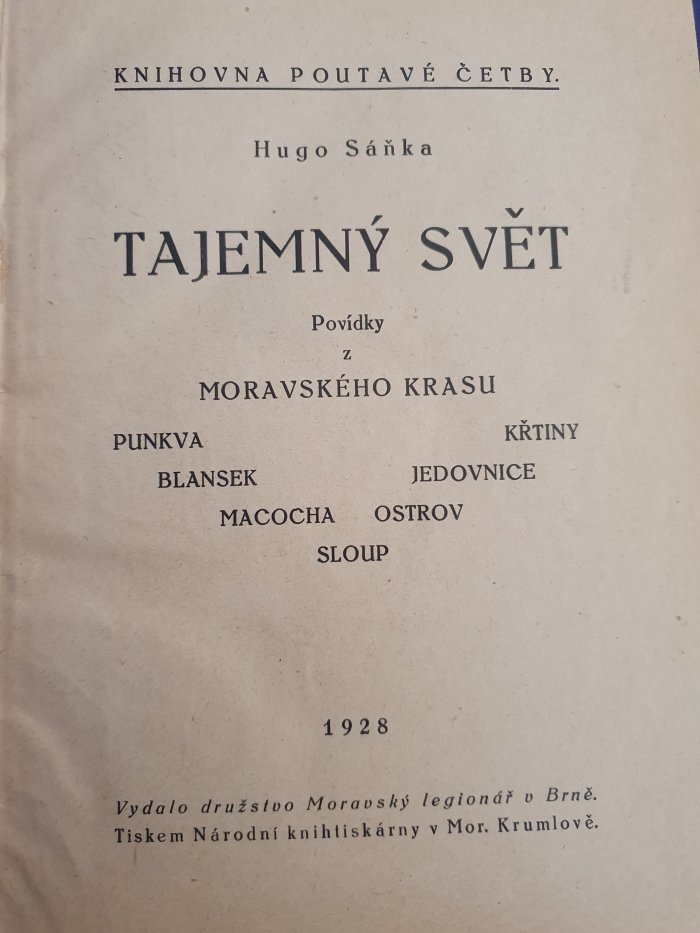 KNIHOVNA POUTAVÉ ČETBY.
Hugo Sáňka
TAJEMNÝ SVĚT
Povídky
z
MORAVSKÉHO KRASU
PUNKVA KŘTINY
BLANSEK JEDOVNICE
MACOCHA OSTROV
SLOUP
1928
Vydalo družstvo Moravský legionář v Brně.
Tiskem Národní knihtiskárny v Mor. Krumlově.